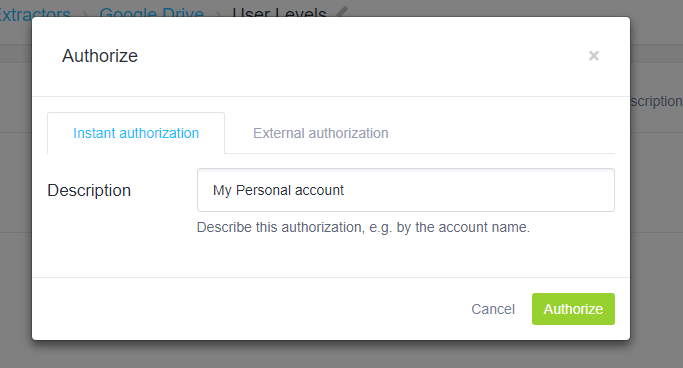 Extractors › Google Drive › User Levels
Authorize ×
scription
Instant authorization External authorization
Description My Personal account
Describe this authorization, e.g. by the account name.
Cancel Authorize